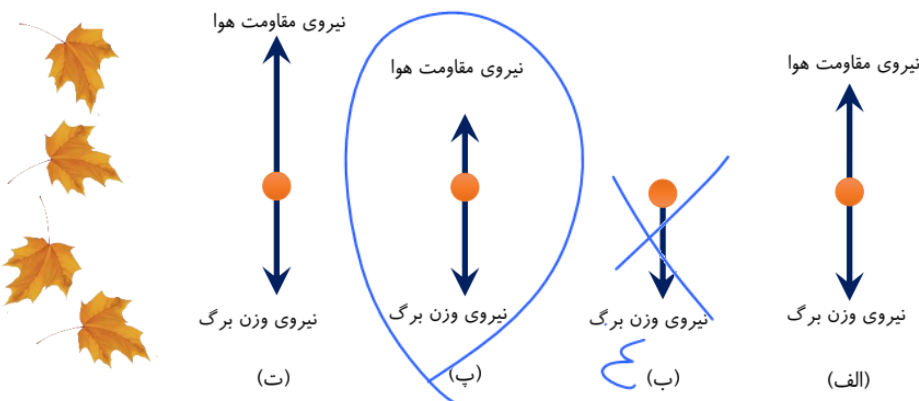 نیروی مقاومت هوا
نیروی وزن برگ
(الف)
نیروی وزن برگ
(ب)
نیروی مقاومت هوا
نیروی وزن برگ
(پ)
نیروی مقاومت هوا
نیروی وزن برگ
(ت)